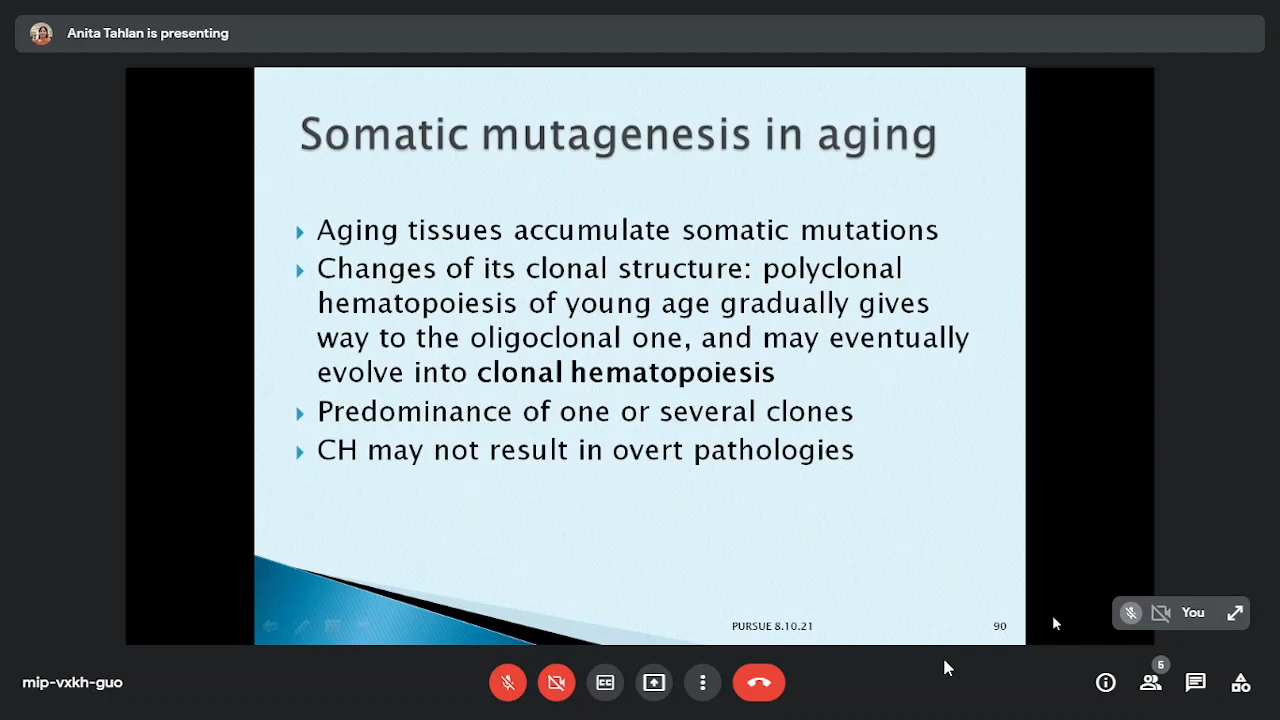 Anita Tahlan is presenting
Somatic mutagenesis in aging
Aging tissues accumulate somatic mutations
Changes of its clonal structure: polyclonal
hematopoiesis of young age gradually gives
way to the oligoclonal one, and may eventually
evolve into clonal hematopoiesis
Predominance of one or several clones
CH may not result in overt pathologies
PURSUE 8.10.21
90
You
mip-vxkh-guo
CC
5